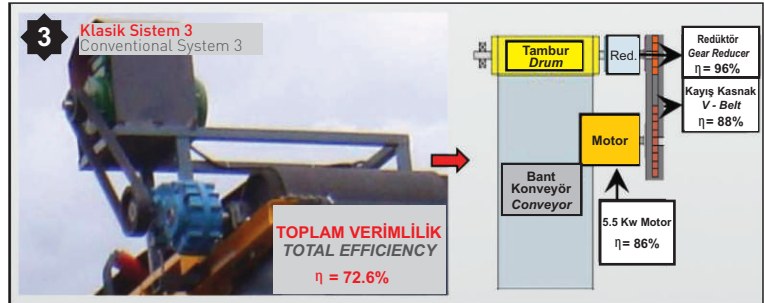 3
Klasik Sistem 3
Conventional System 3
TOPLAM VERİMLİLİK
TOTAL EFFICIENCY
η = 72.6%
Tambur
Drum
Red.
Redüktör
Gear Reducer
η = 96%
Kayış Kasnak
V - Belt
η = 88%
Motor
Bant
Konveyör
Conveyor
5.5 Kw Motor
η = 86%